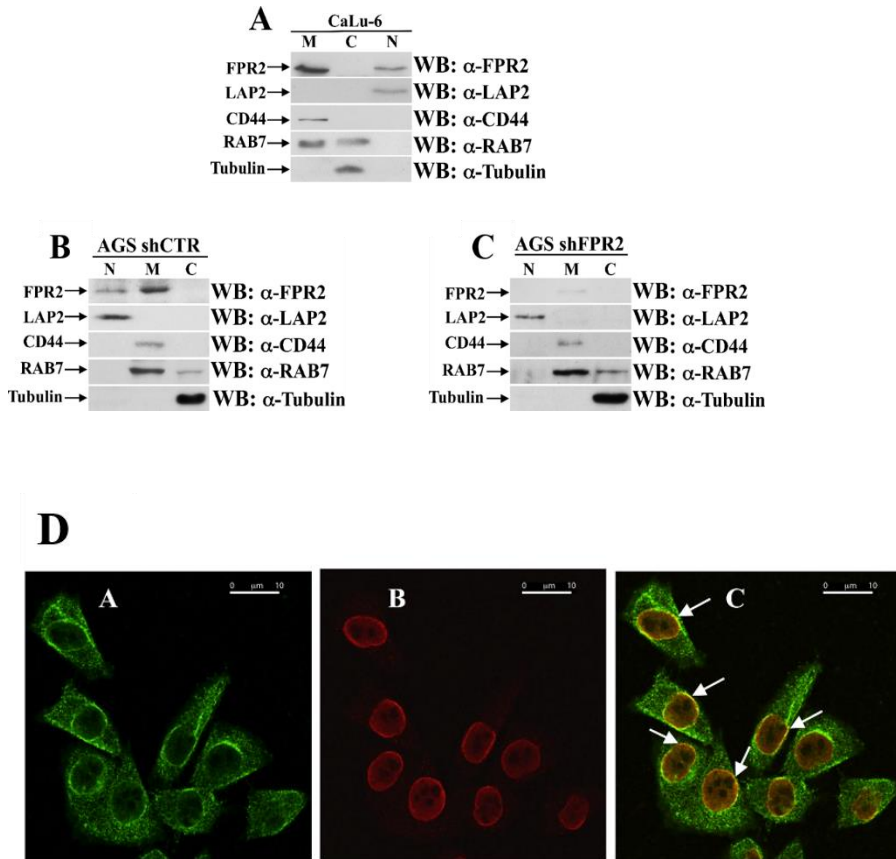 A
CaLu-6
M C N
FPR2 WB: α-FPR2
LAP2 WB: α-LAP2
CD44 WB: α-CD44
RAB7 WB: α-RAB7
Tubulin WB: α-Tubulin
B
AGS shCTR
N M C
FPR2 WB: α-FPR2
LAP2 WB: α-LAP2
CD44 WB: α-CD44
RAB7 WB: α-RAB7
Tubulin WB: α-Tubulin
C
AGS shFPR2
N M C
FPR2 WB: α-FPR2
LAP2 WB: α-LAP2
CD44 WB: α-CD44
RAB7 WB: α-RAB7
Tubulin WB: α-Tubulin
D
A
0 μm 10
B
0 μm 10
C
0 μm 10